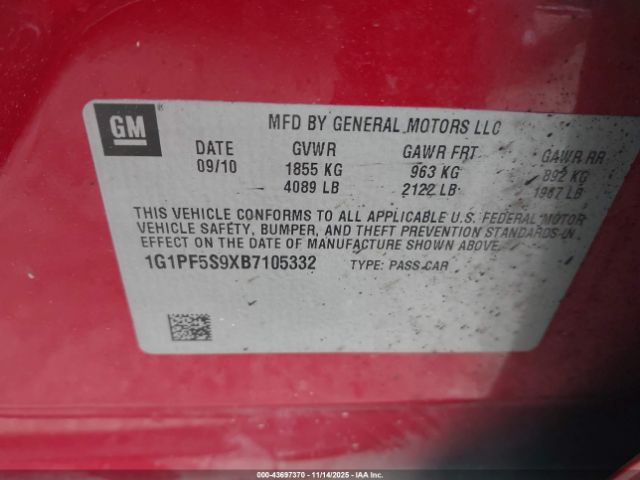 GM
MFD BY GENERAL MOTORS LLC
DATE GVWR GAWR FRT GAWR RR
09/10 1855 KG 963 KG 892 KG
4089 LB 2122 LB 1967 LB
THIS VEHICLE CONFORMS TO ALL APPLICABLE U.S. FEDERAL MOTOR
VEHICLE SAFETY, BUMPER, AND THEFT PREVENTION STANDARDS IN
EFFECT ON THE DATE OF MANUFACTURE SHOWN ABOVE.
1G1PF5S9XB7105332 TYPE: PASS CAR
000-43697370 - 11/14/2025 - IAAI.CA